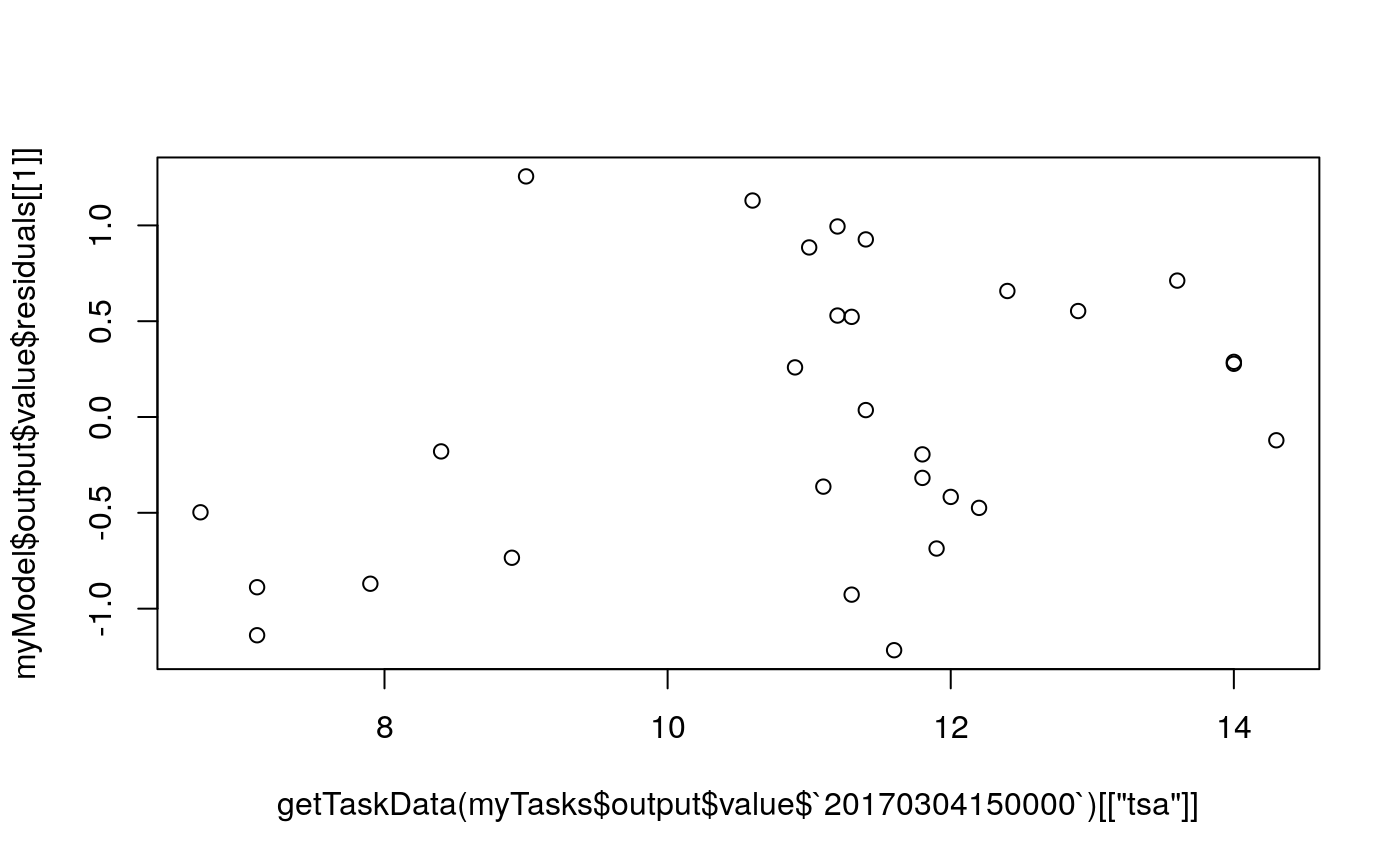 myModel$output$value$residuals[[1]]
1.0
0.5
0.0
-0.5
-1.0
8 10 12 14
getTaskData(myTasks$output$value$`20170304150000`)[["tsa"]]